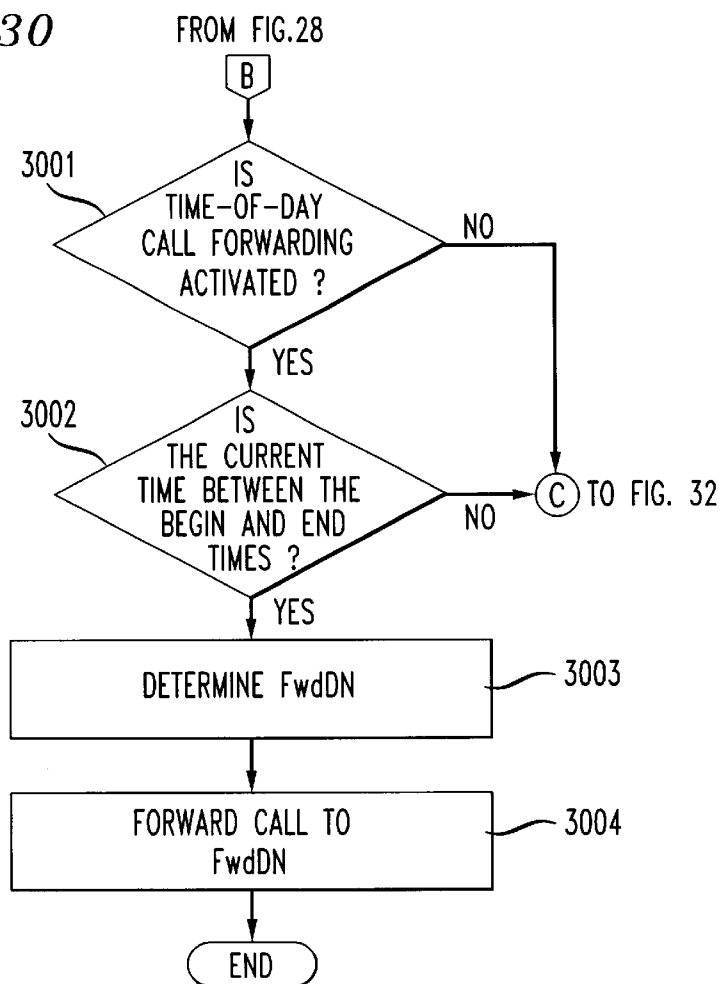 30
FROM FIG.28
B
3001
IS
TIME-OF-DAY
CALL FORWARDING
ACTIVATED ?
NO
YES
3002
IS
THE CURRENT
TIME BETWEEN THE
BEGIN AND END
TIMES ?
NO
C TO FIG. 32
YES
DETERMINE FwdDN
3003
FORWARD CALL TO
FwdDN
3004
END